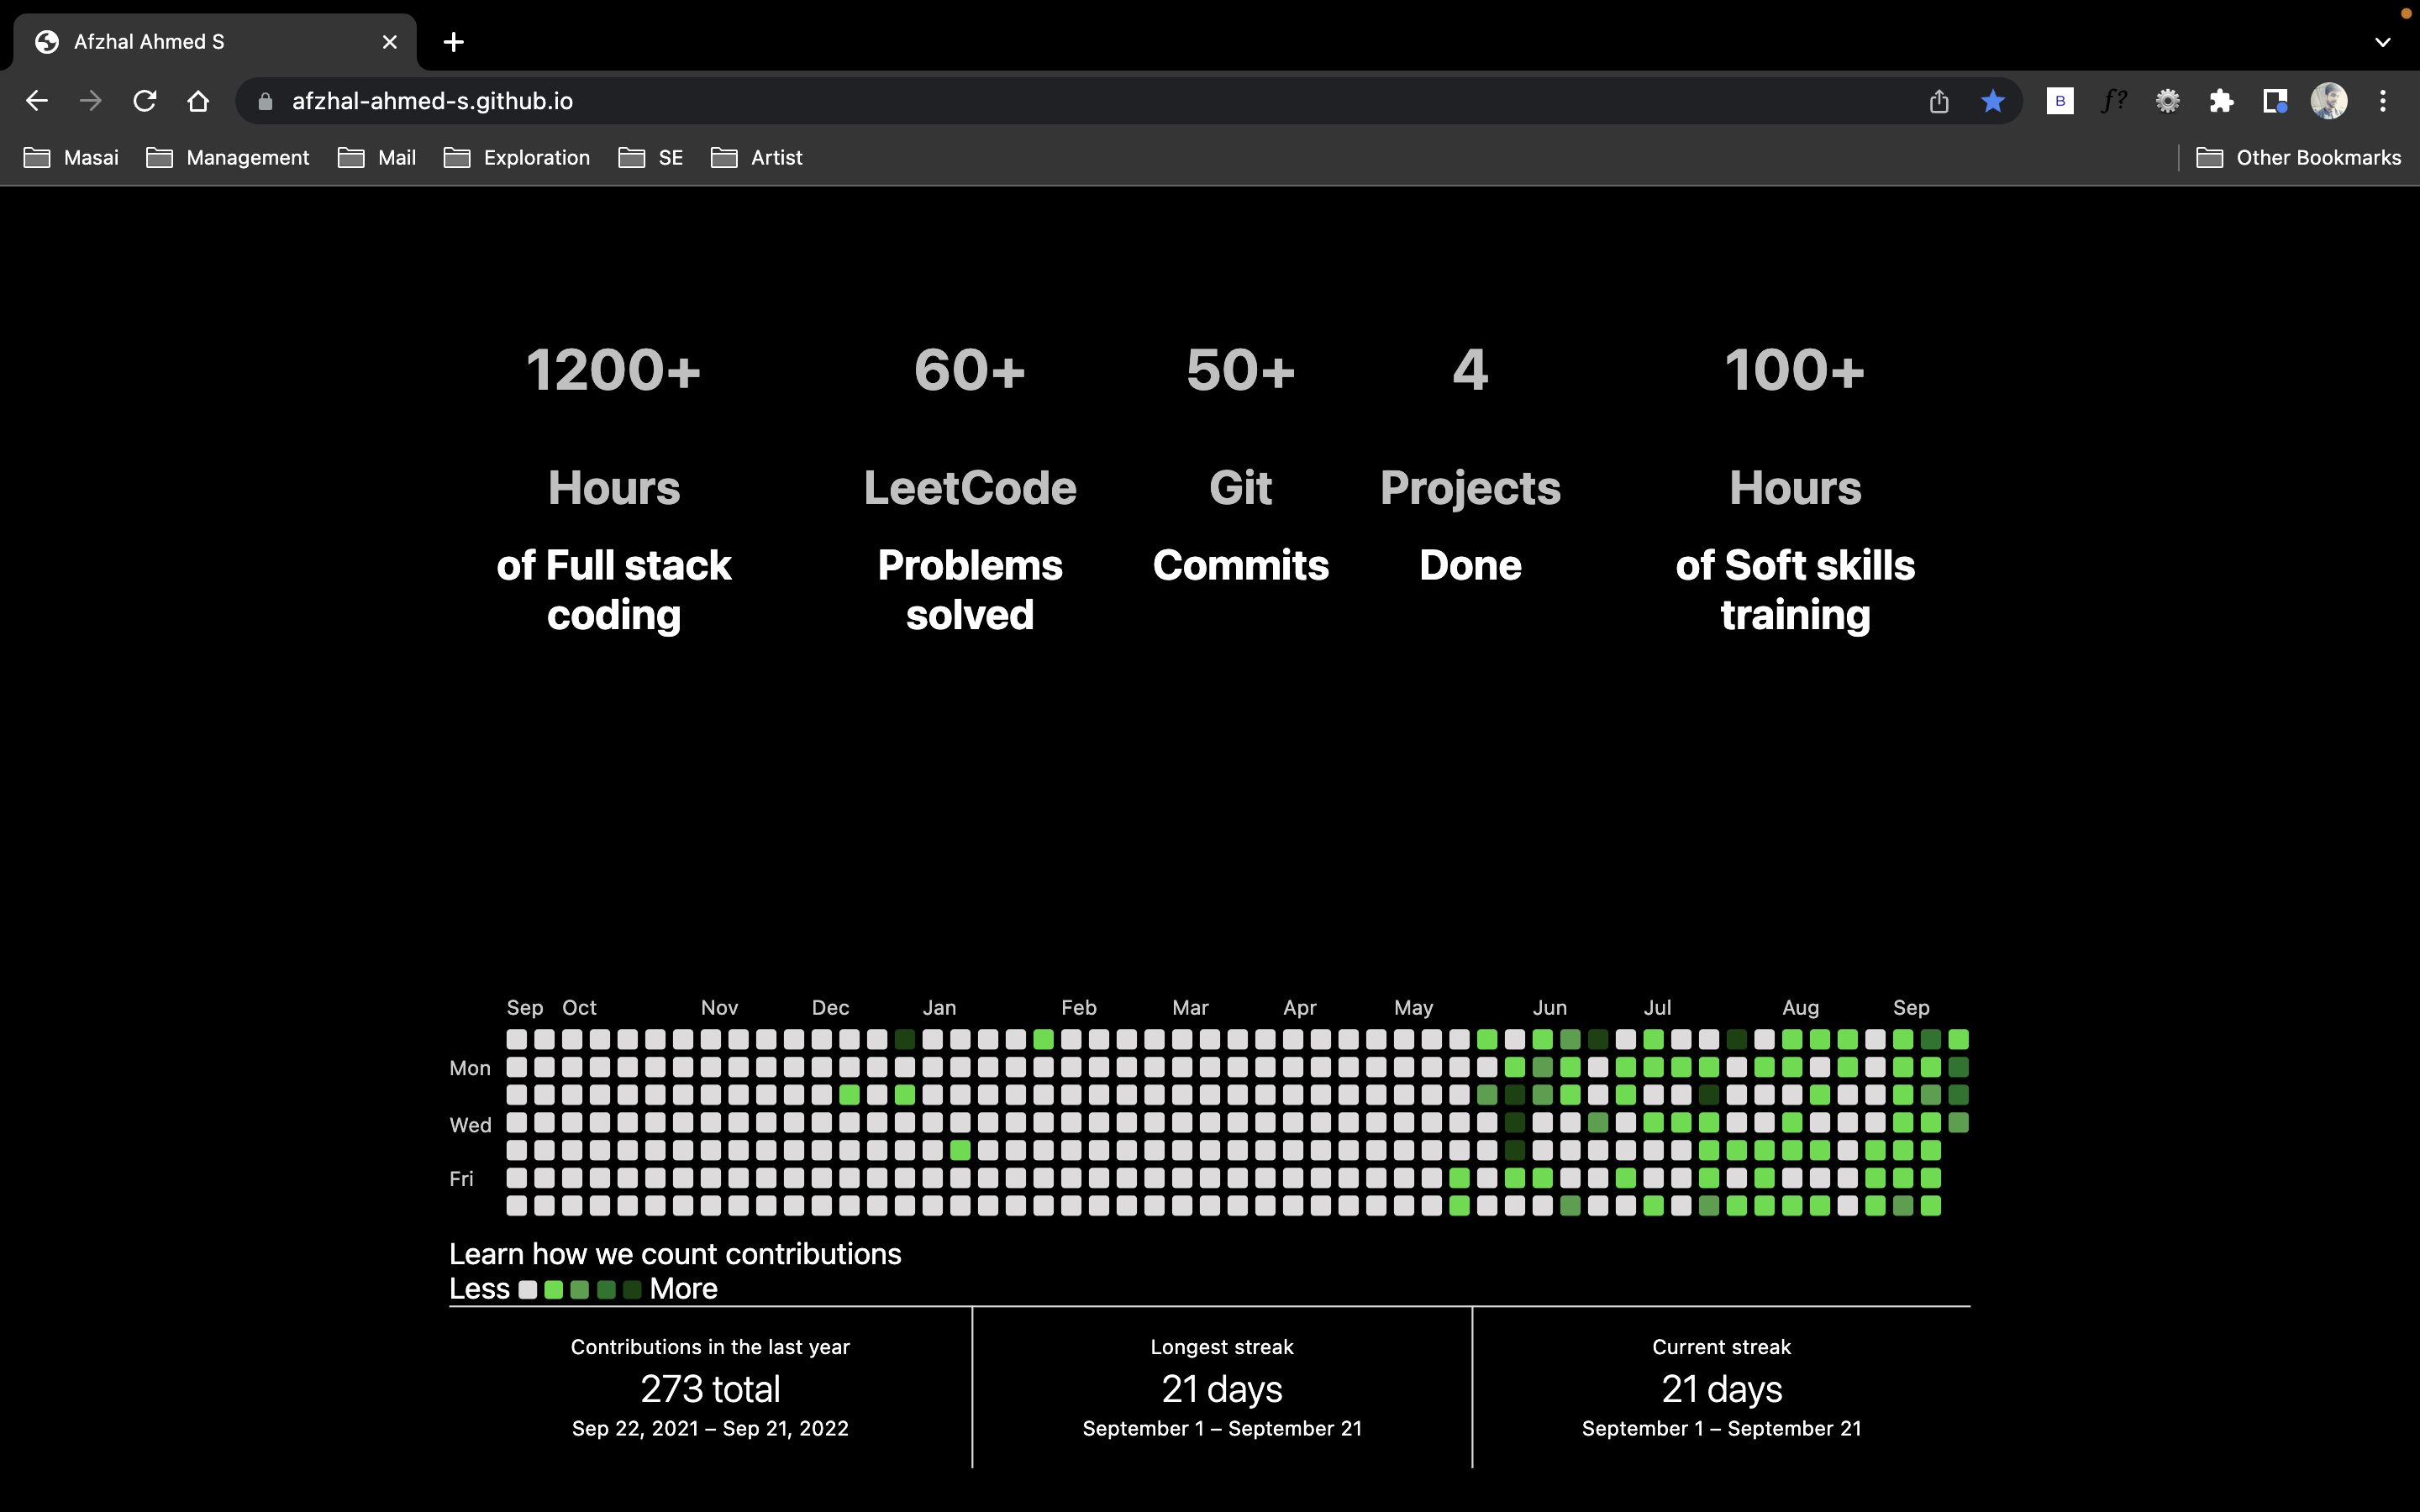 Afzhal Ahmed S
afzhal-ahmed-s.github.io
B
f?
Masai
Management
Mail
Exploration
SE
Artist
Other Bookmarks
1200+
Hours
of Full stack
coding
60+
LeetCode
Problems
solved
50+
Git
Commits
4
Projects
Done
100+
Hours
of Soft skills
training
Sep Oct Nov Dec Jan Feb Mar Apr May Jun Jul Aug Sep
Mon
Wed
Fri
Learn how we count contributions
Less More
Contributions in the last year
273 total
Sep 22, 2021 – Sep 21, 2022
Longest streak
21 days
September 1 – September 21
Current streak
21 days
September 1 – September 21